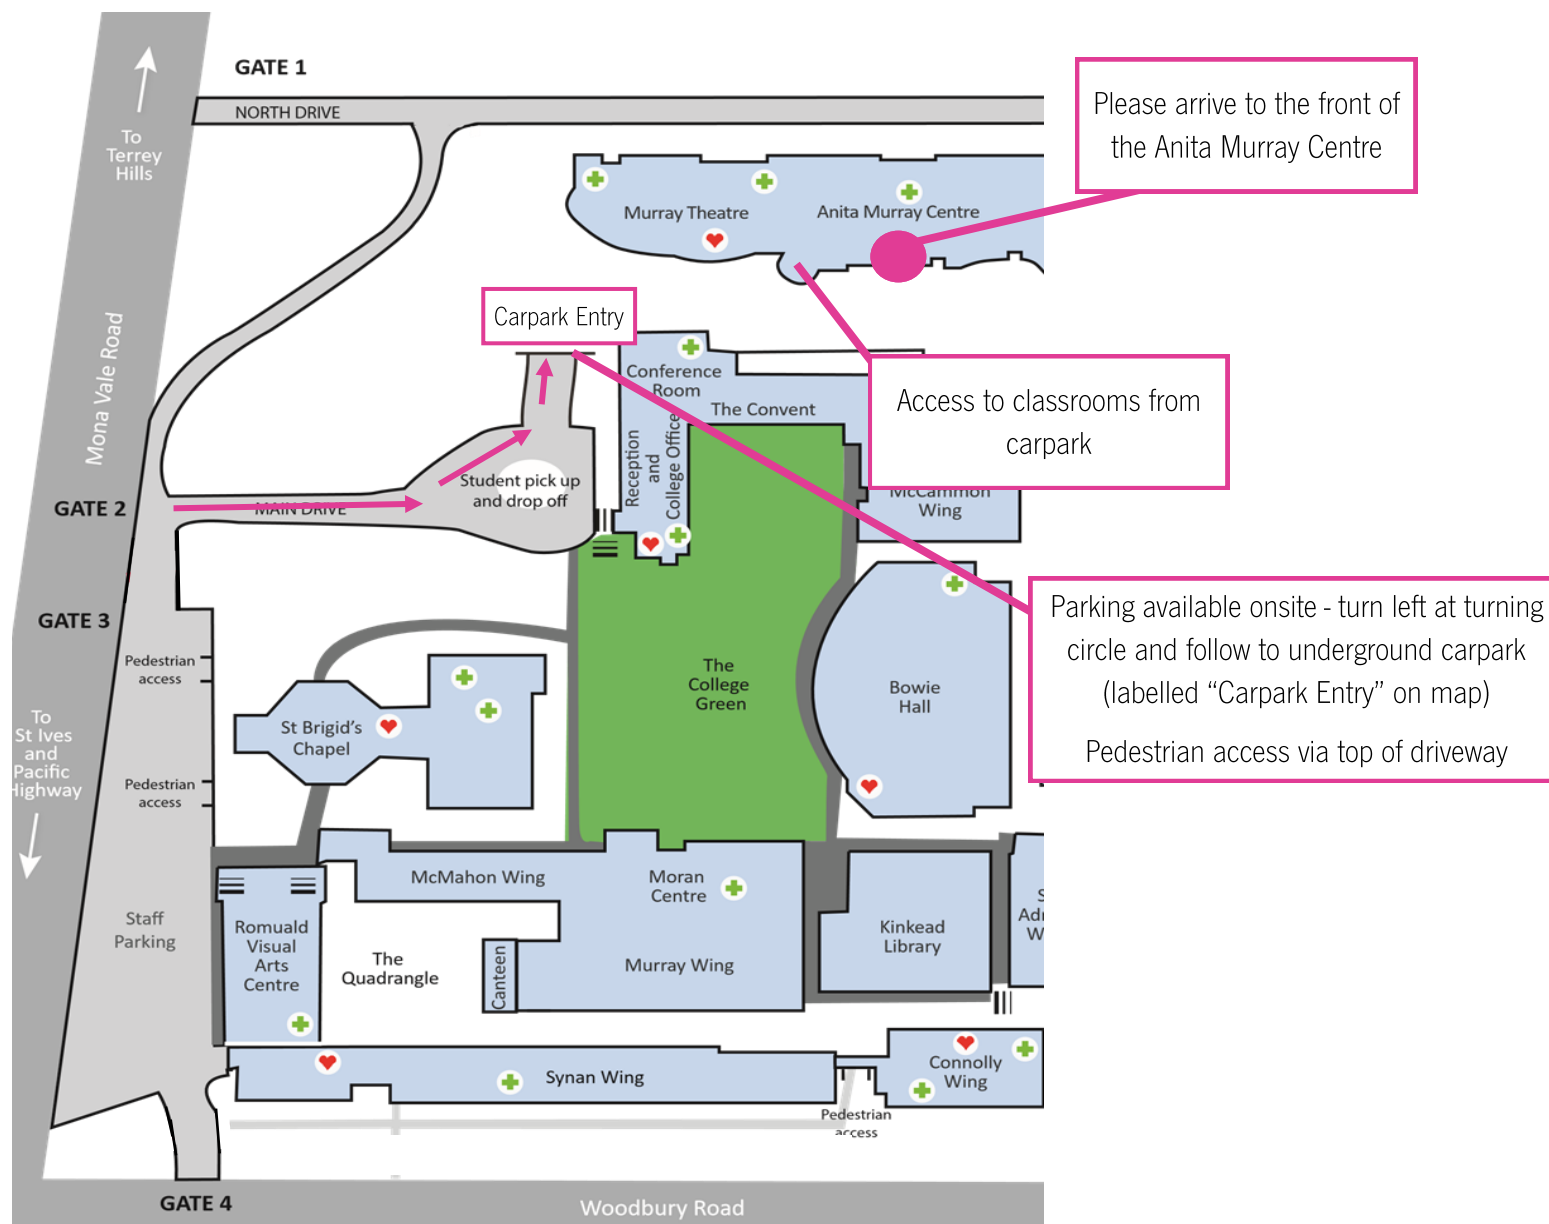 GATE 1
NORTH DRIVE
To
Terrey
Hills
Please arrive to the front of
the Anita Murray Centre
Murray Theatre
Anita Murray Centre
Mona Vale Road
Carpark Entry
Conference
Room
The Convent
Reception
and
College Office
Access to classrooms from
carpark
Student pick up
and drop off
GATE 2
MAIN DRIVE
McCammon
Wing
GATE 3
Pedestrian
access
Parking available onsite - turn left at turning
circle and follow to underground carpark
(labelled “Carpark Entry” on map)
Pedestrian access via top of driveway
The
College
Green
Bowie
Hall
St Brigid’s
Chapel
To
St Ives
and
Pacific
Highway
Pedestrian
access
McMahon Wing
Moran
Centre
Staff
Parking
Romuald
Visual
Arts
Centre
The
Quadrangle
Canteen
Murray Wing
Kinkead
Library
Synan Wing
Connolly
Wing
Pedestrian
access
GATE 4
Woodbury Road